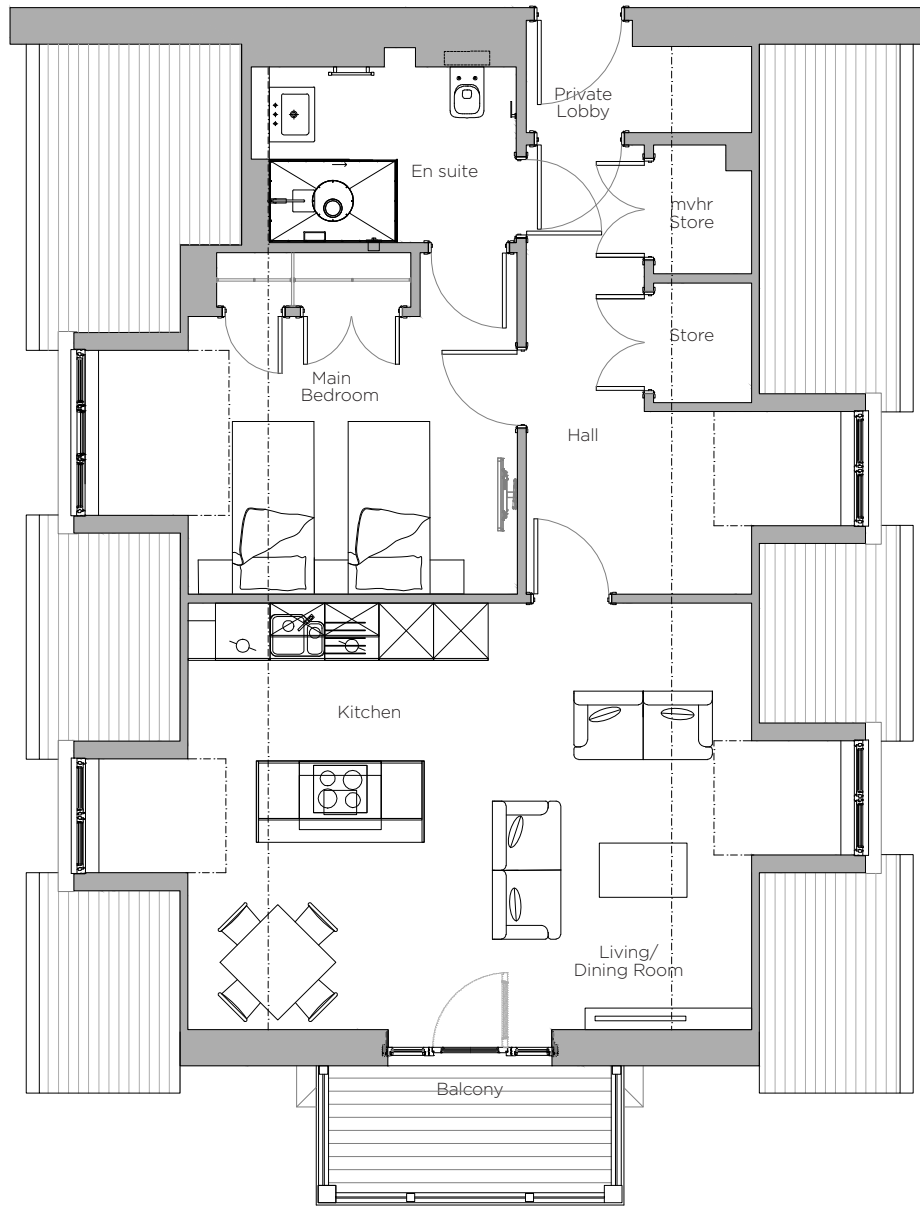 Private
Lobby
En suite
mvhr
Store
Store
Main
Bedroom
Hall
Kitchen
Living/
Dining Room
Balcony